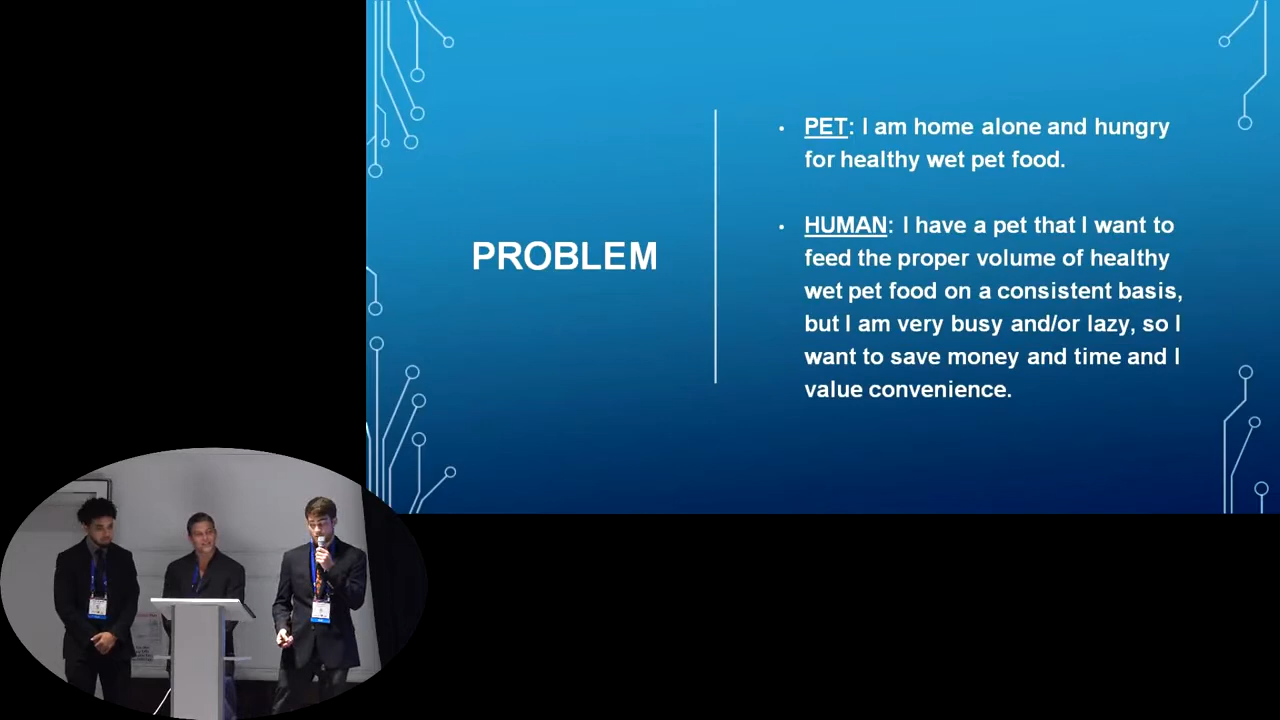 PROBLEM
• PET: I am home alone and hungry
for healthy wet pet food.
• HUMAN: I have a pet that I want to
feed the proper volume of healthy
wet pet food on a consistent basis,
but I am very busy and/or lazy, so I
want to save money and time and I
value convenience.